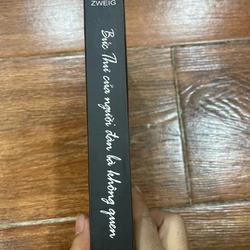 ZWEIG
Bức Thư của người đàn bà không quen